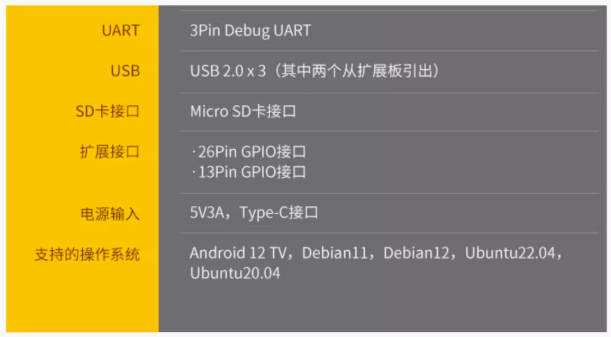 UART 3Pin Debug UART
USB USB 2.0 x 3（其中两个从扩展板引出）
SD卡接口 Micro SD卡接口
扩展接口 ·26Pin GPIO接口
·13Pin GPIO接口
电源输入 5V3A，Type-C接口
支持的操作系统 Android 12 TV，Debian11，Debian12，Ubuntu22.04，
Ubuntu20.04